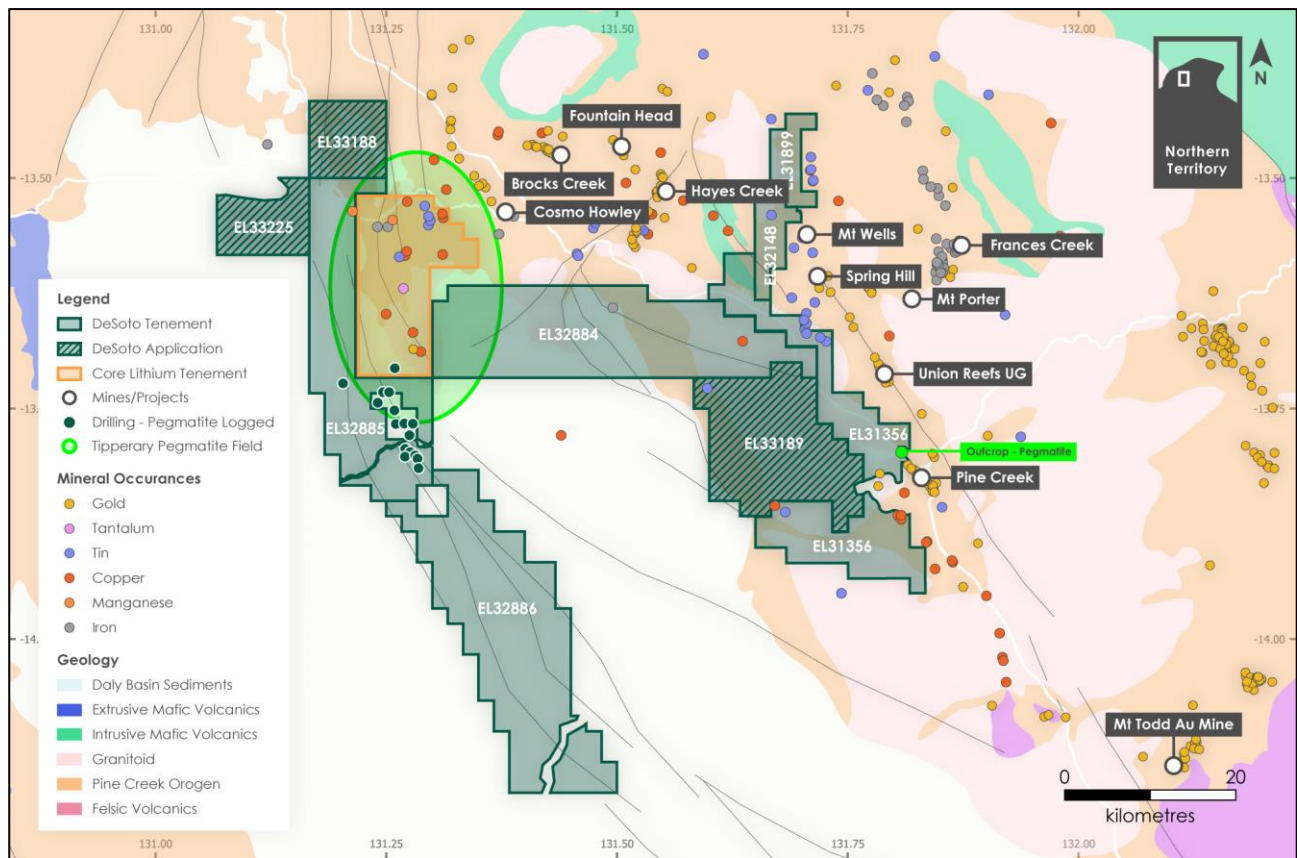 131.00
131.25
131.50
131.75
132.00
N
Northern
Territory
Fountain Head
EL33188
EL31899
-13.50
Brocks Creek
Hayes Creek
-13.50
EL33225
Cosmo Howley
EL32148
Mt Wells
Frances Creek
Spring Hill
Mt Porter
EL32884
Union Reefs UG
-13.
-13.75
EL32885
EL33189
EL31356
Outcrop - Pegmatite
Pine Creek
EL31356
EL32886
-14.
-14.00
Mt Todd Au Mine
0
20
kilometres
Legend
DeSoto Tenement
DeSoto Application
Core Lithium Tenement
Mines/Projects
Drilling - Pegmatite Logged
Tipperary Pegmatite Field
Mineral Occurances
Gold
Tantalum
Tin
Copper
Manganese
Iron
Geology
Daly Basin Sediments
Extrusive Mafic Volcanics
Intrusive Mafic Volcanics
Granitoid
Pine Creek Orogen
Felsic Volcanics
131.00
131.25
131.50
131.75
132.00